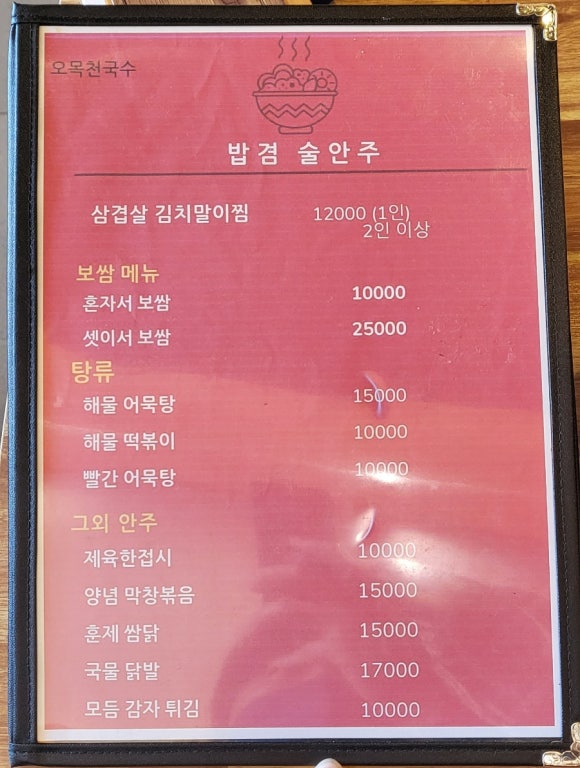 오목천국수
밥겸 술안주
삼겹살 김치말이찜 12000 (1인)
2인 이상
보쌈 메뉴
혼자서 보쌈 10000
셋이서 보쌈 25000
탕류
해물 어묵탕 15000
해물 떡볶이 10000
빨간 어묵탕 10000
그외 안주
제육한접시 10000
양념 막창볶음 15000
훈제 쌈닭 15000
국물 닭발 17000
모듬 감자 튀김 10000